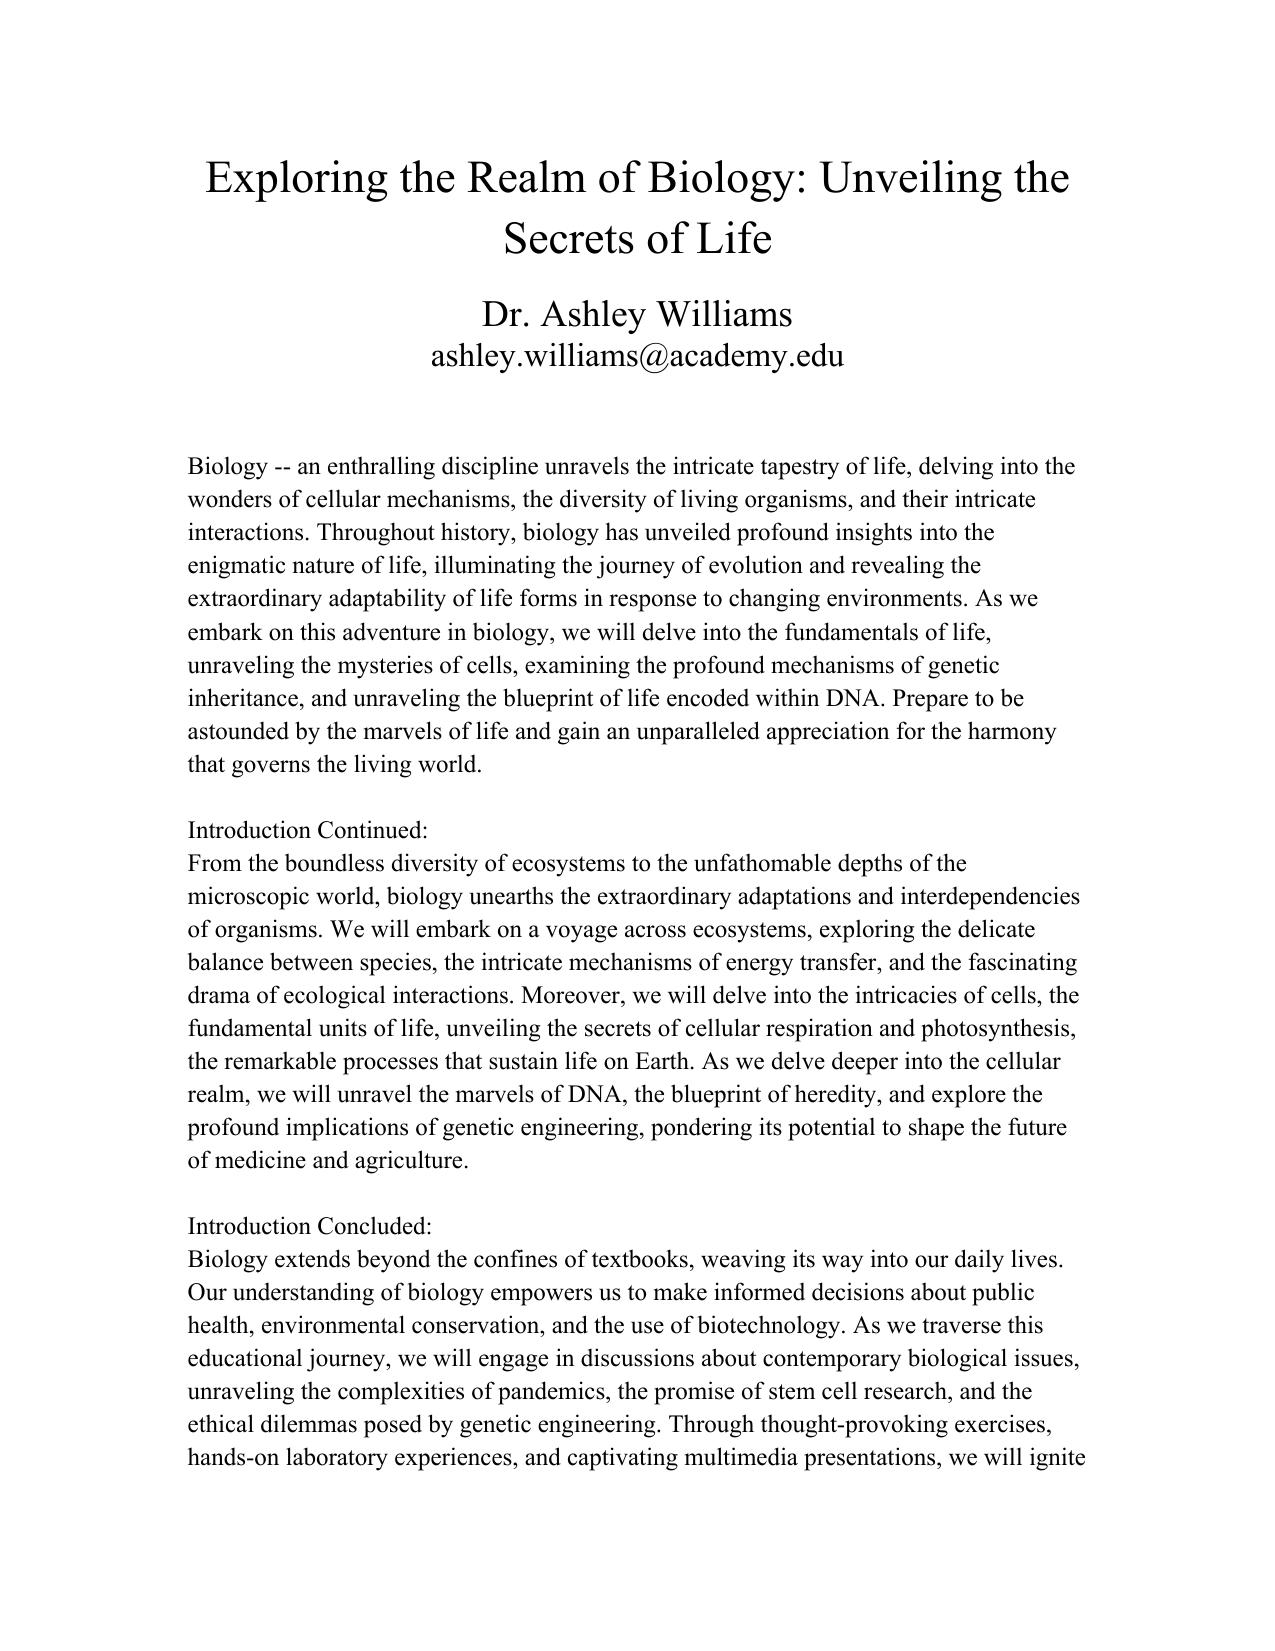 Exploring the Realm of Biology: Unveiling the
Secrets of Life
Dr. Ashley Williams
ashley.williams@academy.edu
Biology -- an enthralling discipline unravels the intricate tapestry of life, delving into the
wonders of cellular mechanisms, the diversity of living organisms, and their intricate
interactions. Throughout history, biology has unveiled profound insights into the
enigmatic nature of life, illuminating the journey of evolution and revealing the
extraordinary adaptability of life forms in response to changing environments. As we
embark on this adventure in biology, we will delve into the fundamentals of life,
unraveling the mysteries of cells, examining the profound mechanisms of genetic
inheritance, and unraveling the blueprint of life encoded within DNA. Prepare to be
astounded by the marvels of life and gain an unparalleled appreciation for the harmony
that governs the living world.
Introduction Continued:
From the boundless diversity of ecosystems to the unfathomable depths of the
microscopic world, biology unearths the extraordinary adaptations and interdependencies
of organisms. We will embark on a voyage across ecosystems, exploring the delicate
balance between species, the intricate mechanisms of energy transfer, and the fascinating
drama of ecological interactions. Moreover, we will delve into the intricacies of cells, the
fundamental units of life, unveiling the secrets of cellular respiration and photosynthesis,
the remarkable processes that sustain life on Earth. As we delve deeper into the cellular
realm, we will unravel the marvels of DNA, the blueprint of heredity, and explore the
profound implications of genetic engineering, pondering its potential to shape the future
of medicine and agriculture.
Introduction Concluded:
Biology extends beyond the confines of textbooks, weaving its way into our daily lives.
Our understanding of biology empowers us to make informed decisions about public
health, environmental conservation, and the use of biotechnology. As we traverse this
educational journey, we will engage in discussions about contemporary biological issues,
unraveling the complexities of pandemics, the promise of stem cell research, and the
ethical dilemmas posed by genetic engineering. Through thought-provoking exercises,
hands-on laboratory experiences, and captivating multimedia presentations, we will ignite